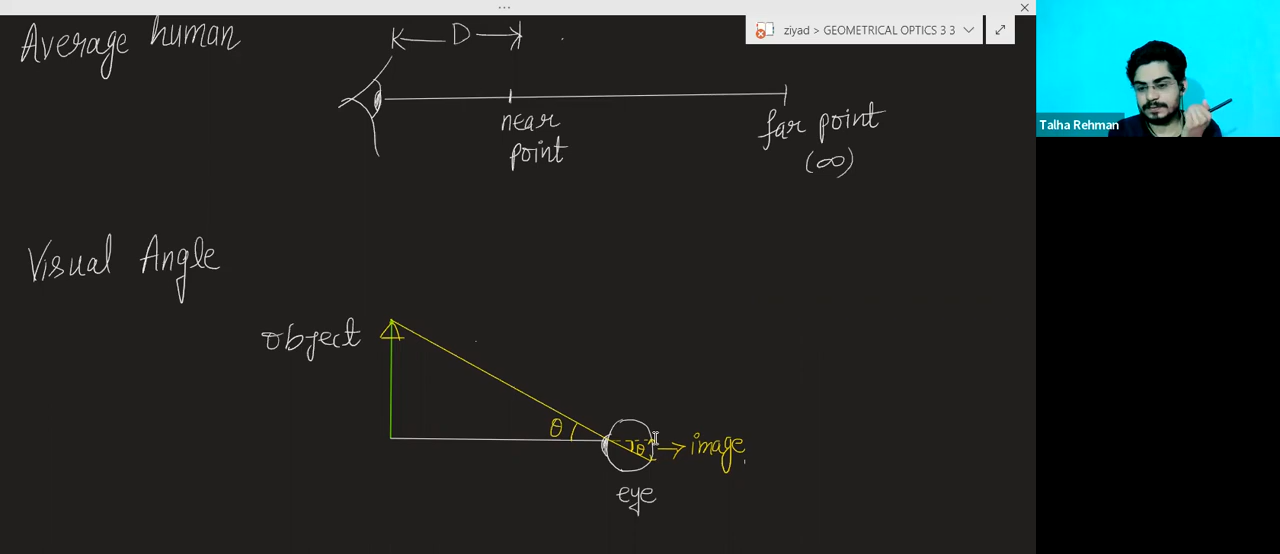 ziyad > GEOMETRICAL OPTICS 3 3
Average human
D
near
point
far point
(∞)
Talha Rehman
Visual Angle
object
θ
θ
image
eye